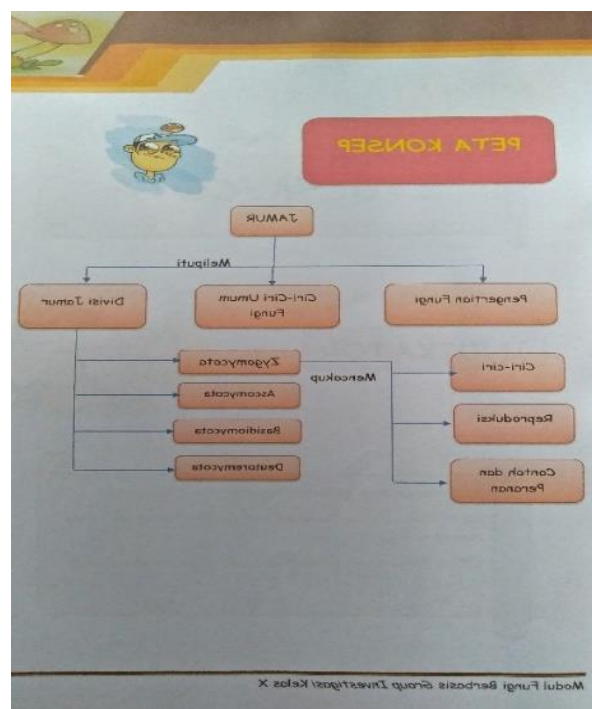 PETA KONSEP
JAMUR
Meliputi
Pengertian Fungi
Ciri-Ciri Umum
Fungi
Divisi Jamur
Zygomycota
Ascomycota
Basidiomycota
Deuteromycota
Mencakup
Ciri-ciri
Reproduksi
Contoh dan
Peranan
Modul Fungi Berbasis Group Investigasi Kelas X